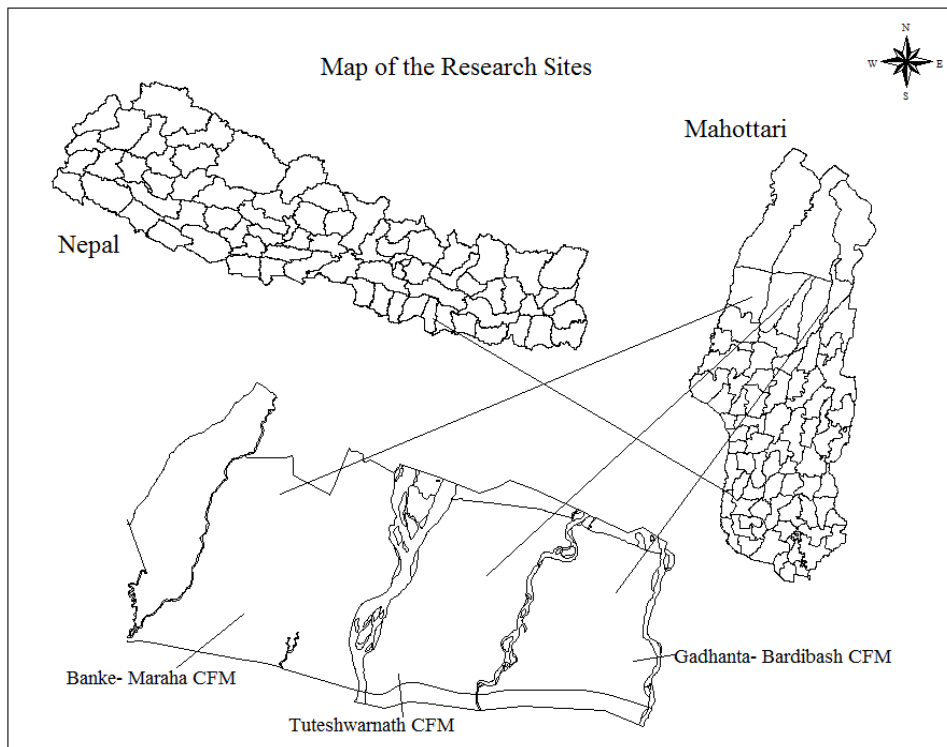 Map of the Research Sites
N
W
E
S
Mahottari
Nepal
Banke- Maraha CFM
Tuteshwarnath CFM
Gadhanta- Bardibash CFM